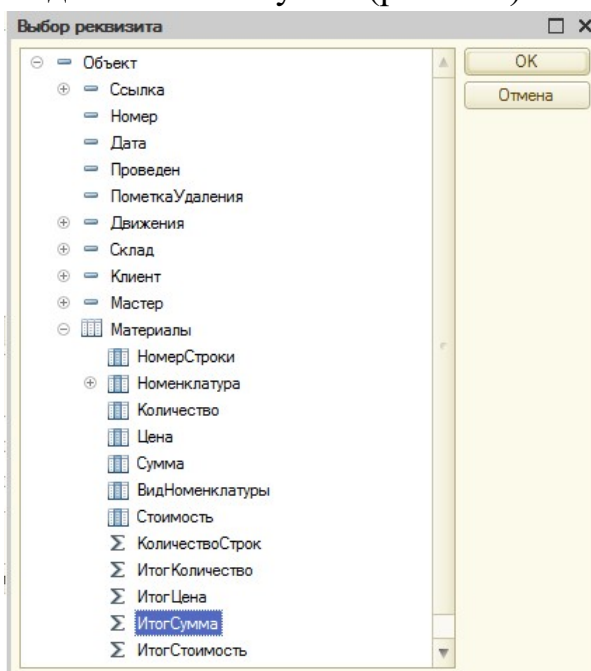 Выбор реквизита
Объект
Ссылка
Номер
Дата
Проведен
ПометкаУдаления
Движения
Склад
Клиент
Мастер
Материалы
НомерСтроки
Номенклатура
Количество
Цена
Сумма
ВидНоменклатуры
Стоимость
КоличествоСтрок
ИтогКоличество
ИтогЦена
ИтогСумма
ИтогСтоимость
ОК
Отмена